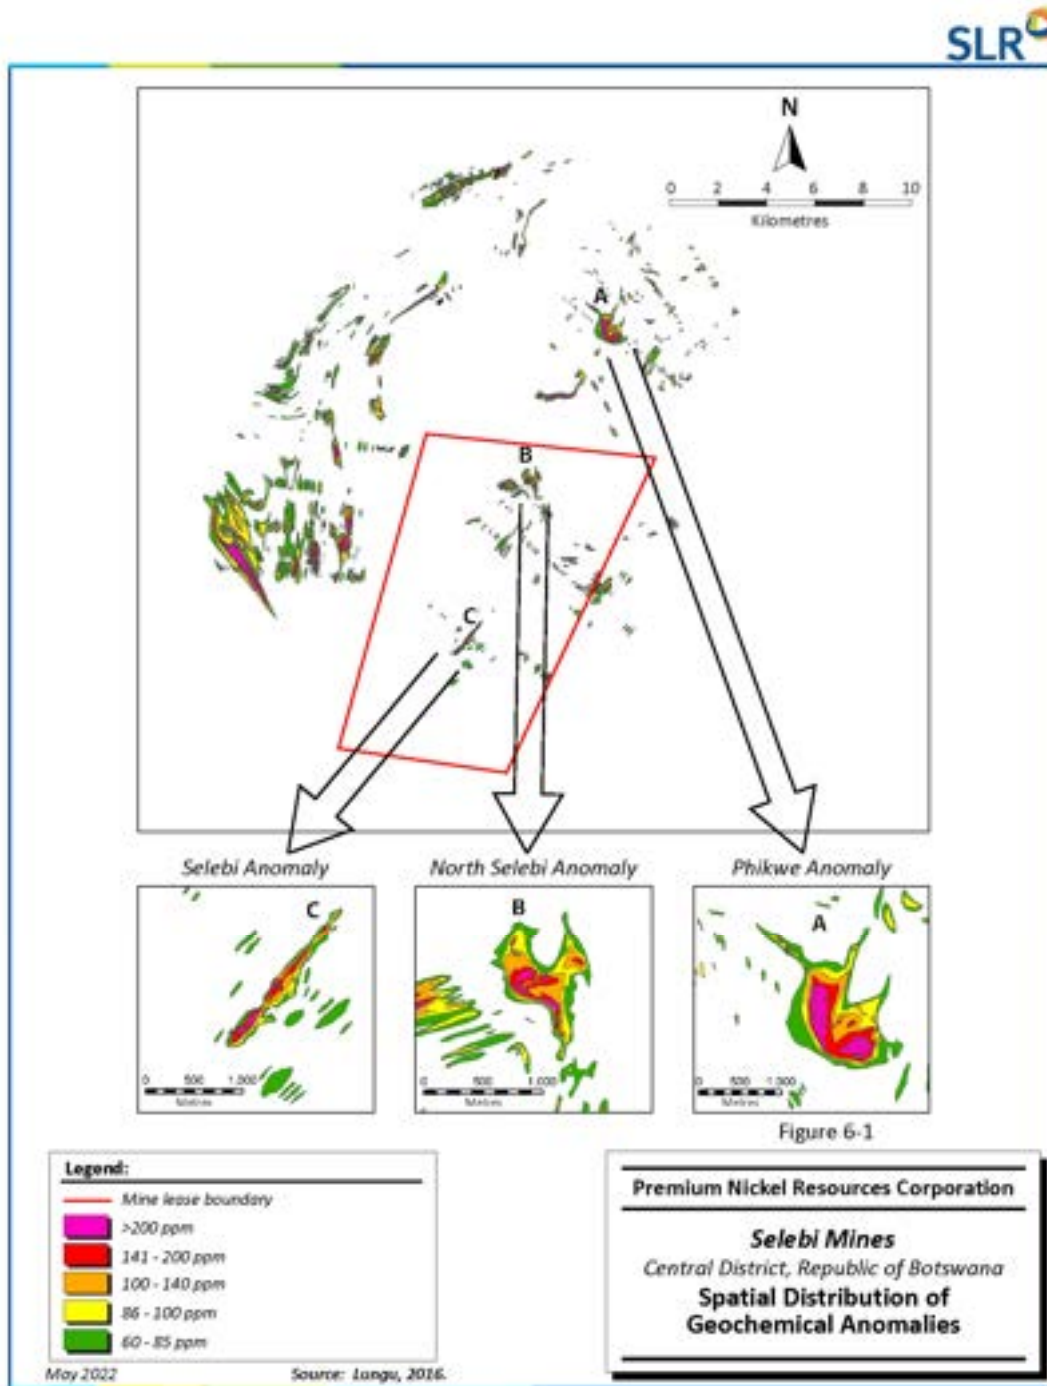 SLR
N
0 2 4 6 8 10
Kilometres
A
B
C
Selebi Anomaly
North Selebi Anomaly
Phikwe Anomaly
C
B
A
0 500 1,000
Metres
0 500 1,000
Metres
0 500 1,000
Metres
Figure 6-1
Legend:
Mine lease boundary
>200 ppm
141 - 200 ppm
100 - 140 ppm
86 - 100 ppm
60 - 85 ppm
Premium Nickel Resources Corporation
Selebi Mines
Central District, Republic of Botswana
Spatial Distribution of
Geochemical Anomalies
May 2022
Source: Lungu, 2016.